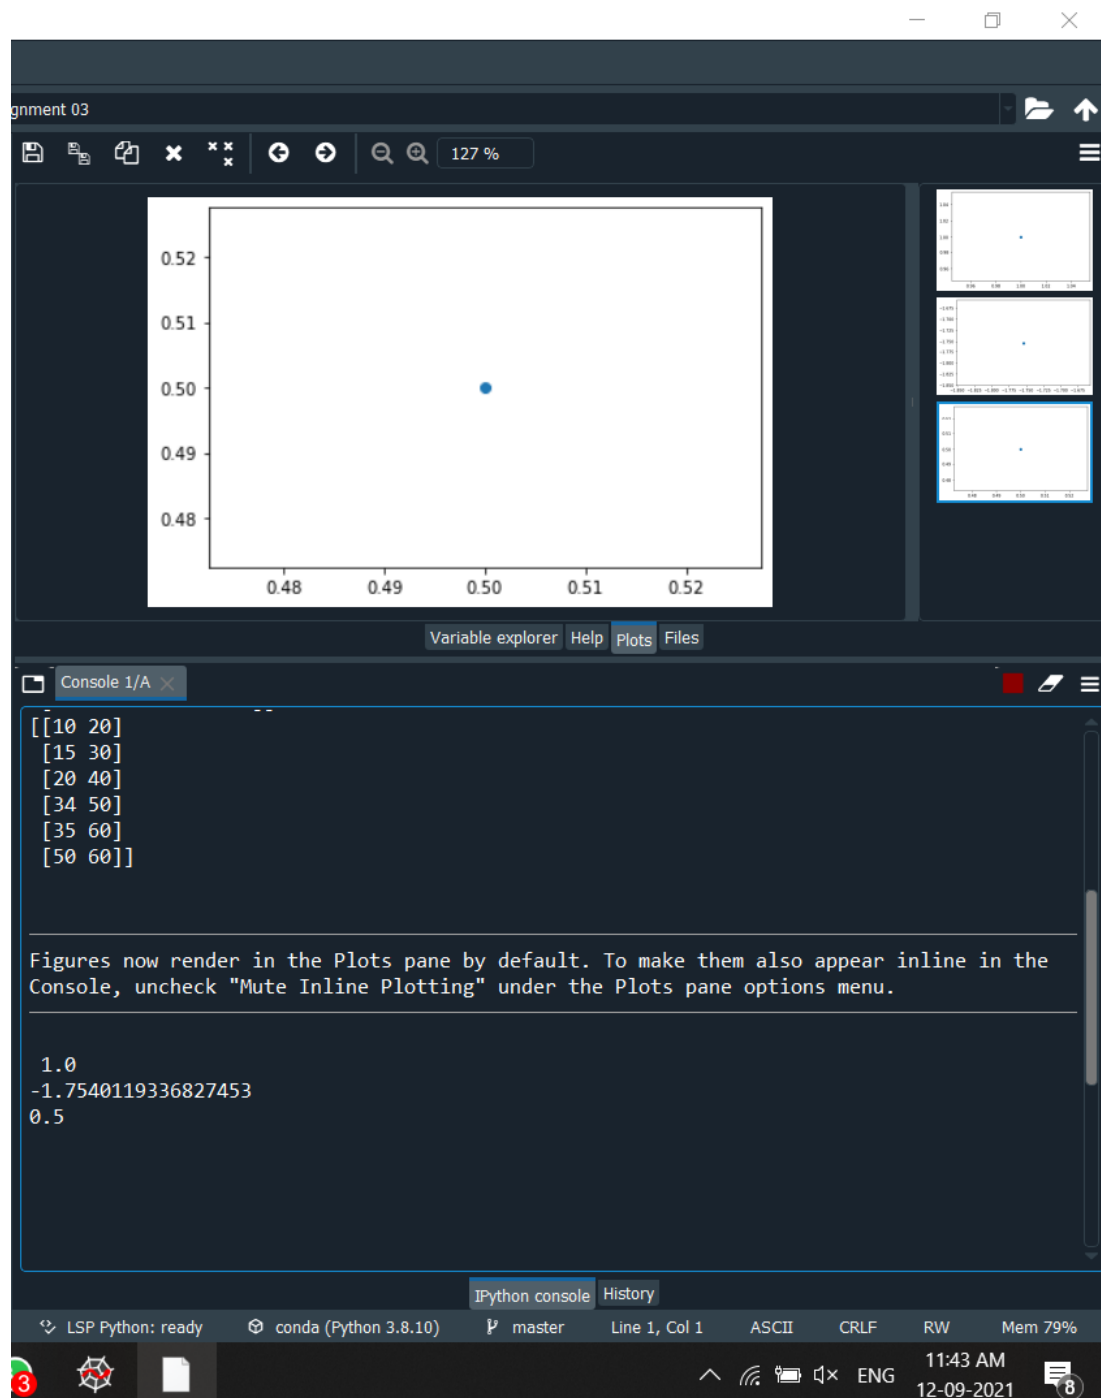 gnment 03
127 %
0.52
0.51
0.50
0.49
0.48
0.48 0.49 0.50 0.51 0.52
Variable explorer Help Plots Files
Console 1/A
[[10 20]
[15 30]
[20 40]
[34 50]
[35 60]
[50 60]]
Figures now render in the Plots pane by default. To make them also appear inline in the
Console, uncheck "Mute Inline Plotting" under the Plots pane options menu.
1.0
-1.7540119336827453
0.5
IPython console History
LSP Python: ready conda (Python 3.8.10) master Line 1, Col 1 ASCII CRLF RW Mem 79%
3 ENG 11:43 AM
12-09-2021 8